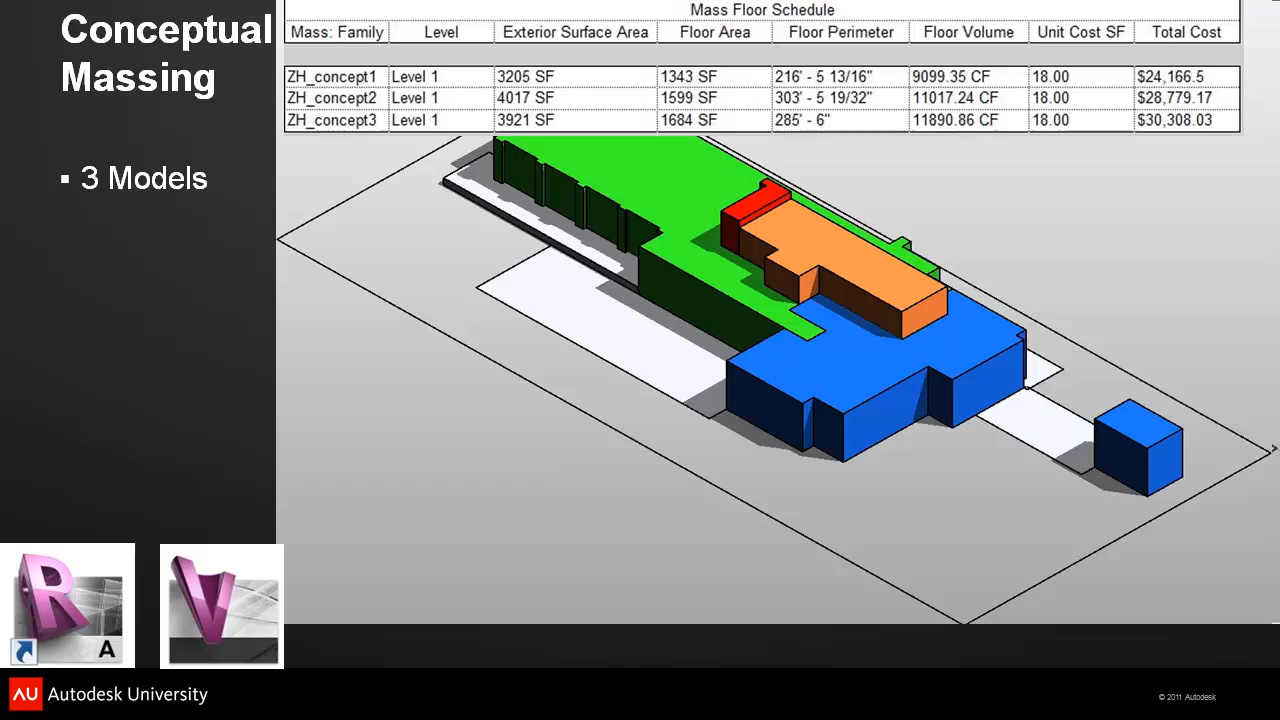 Conceptual
Massing
▪ 3 Models
Mass Floor Schedule
Mass: Family Level Exterior Surface Area Floor Area Floor Perimeter Floor Volume Unit Cost SF Total Cost
ZH_concept1 Level 1 3205 SF 1343 SF 216' - 5 13/16" 9099.35 CF 18.00 $24,166.5
ZH_concept2 Level 1 4017 SF 1599 SF 303' - 5 19/32" 11017.24 CF 18.00 $28,779.17
ZH_concept3 Level 1 3921 SF 1684 SF 285' - 6" 11890.86 CF 18.00 $30,308.03
R
A
V
AU Autodesk University
© 2011 Autodesk